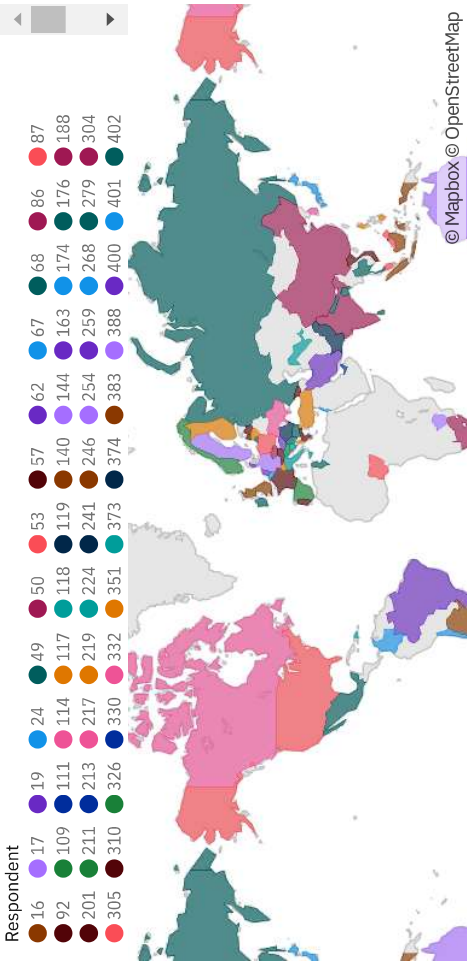 Respondent
16 17 19 24 49 50 53 57 62 67 68 86 87
92 109 111 114 117 118 119 140 144 163 174 176 188
201 211 213 217 219 224 241 246 254 259 268 279 304
305 310 326 330 332 351 373 374 383 388 400 401 402
© Mapbox © OpenStreetMap